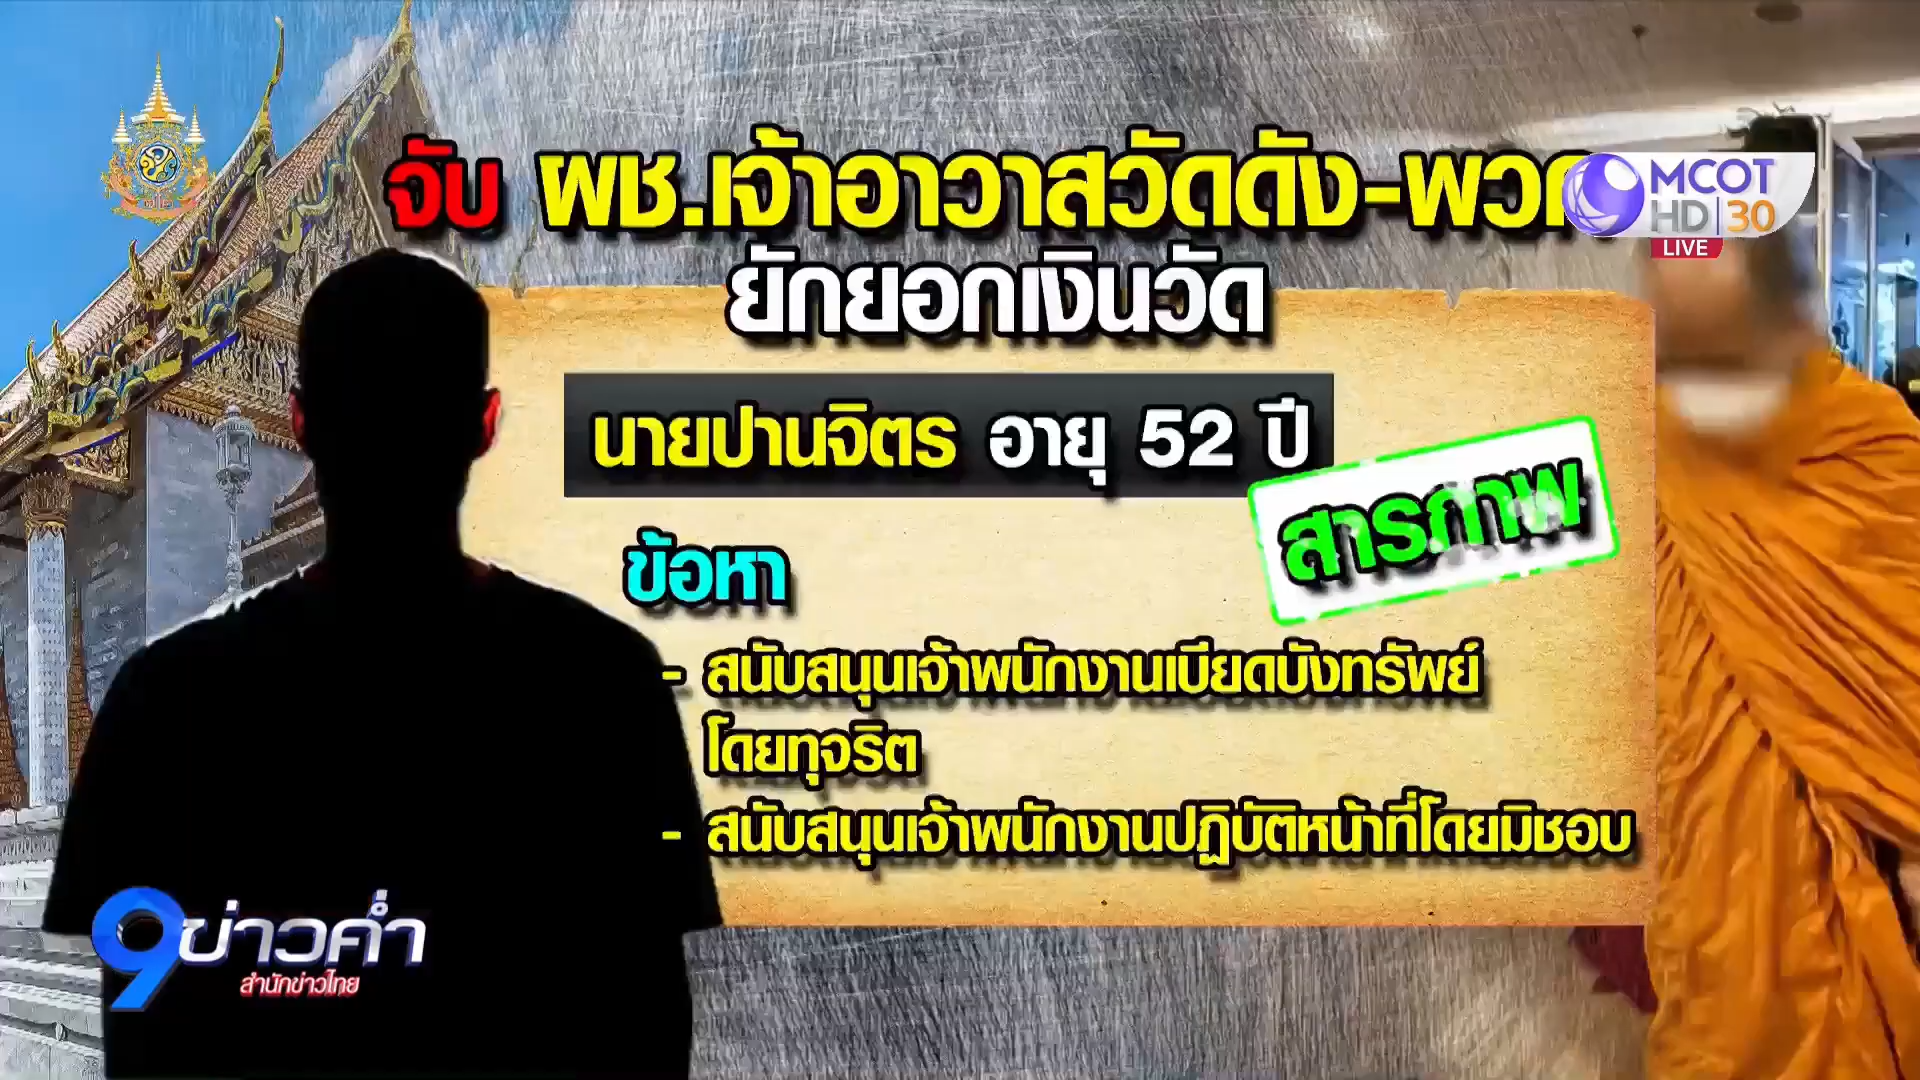 จับ ผช.เจ้าอาวาสวัดดัง-พวก
MCOT
HD 30
LIVE
ยักยอกเงินวัด
นายปานจิตร อายุ 52 ปี
สารภาพ
ข้อหา
- สนับสนุนเจ้าพนักงานเบียดบังทรัพย์
โดยทุจริต
- สนับสนุนเจ้าพนักงานปฏิบัติหน้าที่โดยมิชอบ
9ข่าวค่ำ
สำนักข่าวไทย